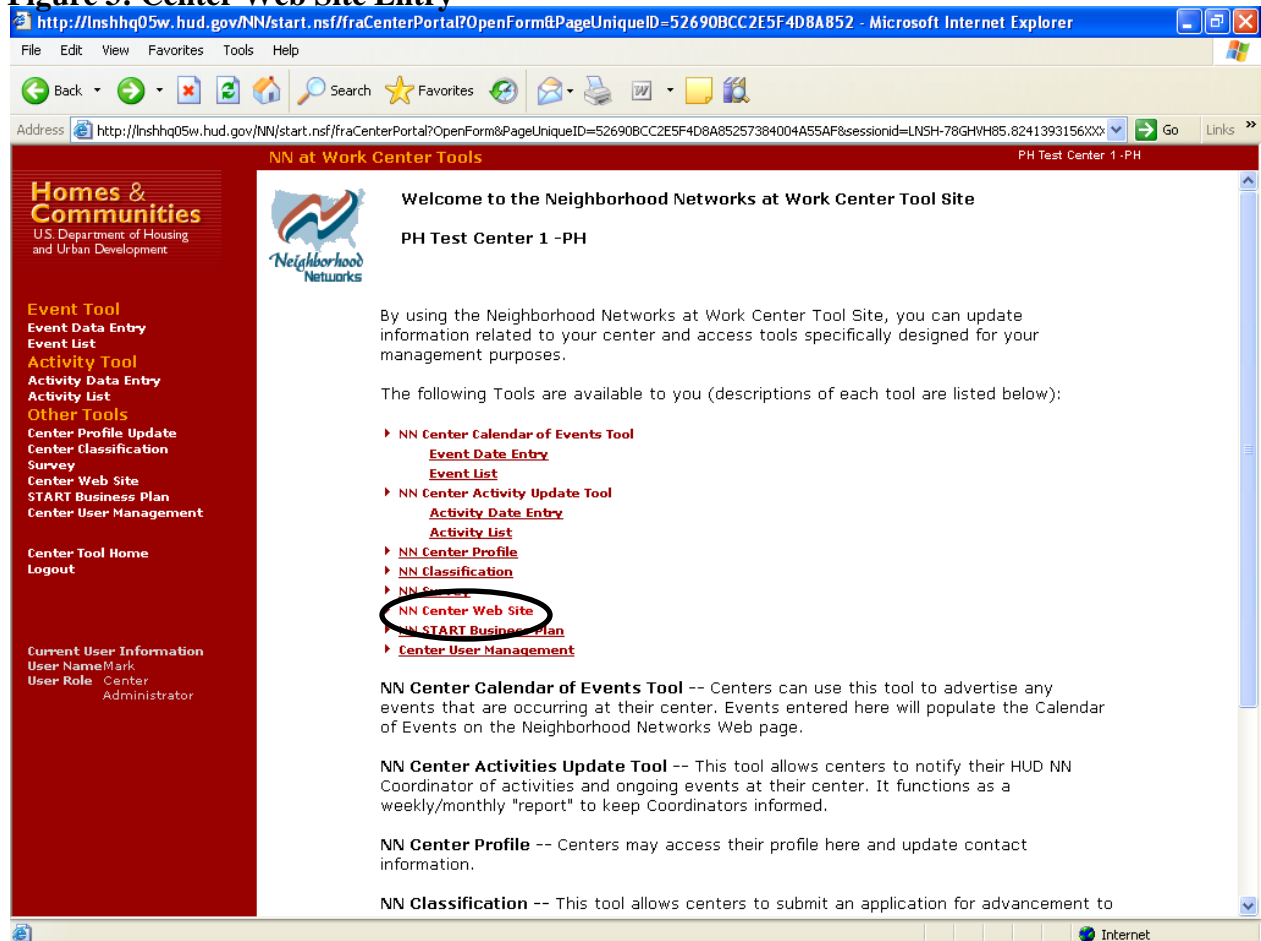 Figure 3: Center Web Site Entry
http://lnshhq05w.hud.gov/NN/start.nsf/fraCenterPortal?OpenForm&PageUniqueID=52690BCC2E5F4D8A852 - Microsoft Internet Explorer
File Edit View Favorites Tools Help
Back Search Favorites
Address http://lnshhq05w.hud.gov/NN/start.nsf/fraCenterPortal?OpenForm&PageUniqueID=52690BCC2E5F4D8A85257384004A55AF&sessionid=LNSH-78GHVH85.8241393156XXX Go Links »
NN at Work Center Tools PH Test Center 1 -PH
Homes &
Communities
U.S. Department of Housing
and Urban Development
Event Tool
Event Data Entry
Event List
Activity Tool
Activity Data Entry
Activity List
Other Tools
Center Profile Update
Center Classification
Survey
Center Web Site
START Business Plan
Center User Management
Center Tool Home
Logout
Current User Information
User Name Mark
User Role Center
Administrator
Neighborhood
Networks
Welcome to the Neighborhood Networks at Work Center Tool Site
PH Test Center 1 -PH
By using the Neighborhood Networks at Work Center Tool Site, you can update
information related to your center and access tools specifically designed for your
management purposes.
The following Tools are available to you (descriptions of each tool are listed below):
NN Center Calendar of Events Tool
Event Date Entry
Event List
NN Center Activity Update Tool
Activity Date Entry
Activity List
NN Center Profile
NN Classification
NN Survey
NN Center Web Site
NN START Business Plan
Center User Management
NN Center Calendar of Events Tool -- Centers can use this tool to advertise any
events that are occurring at their center. Events entered here will populate the Calendar
of Events on the Neighborhood Networks Web page.
NN Center Activities Update Tool -- This tool allows centers to notify their HUD NN
Coordinator of activities and ongoing events at their center. It functions as a
weekly/monthly "report" to keep Coordinators informed.
NN Center Profile -- Centers may access their profile here and update contact
information.
NN Classification -- This tool allows centers to submit an application for advancement to
Internet